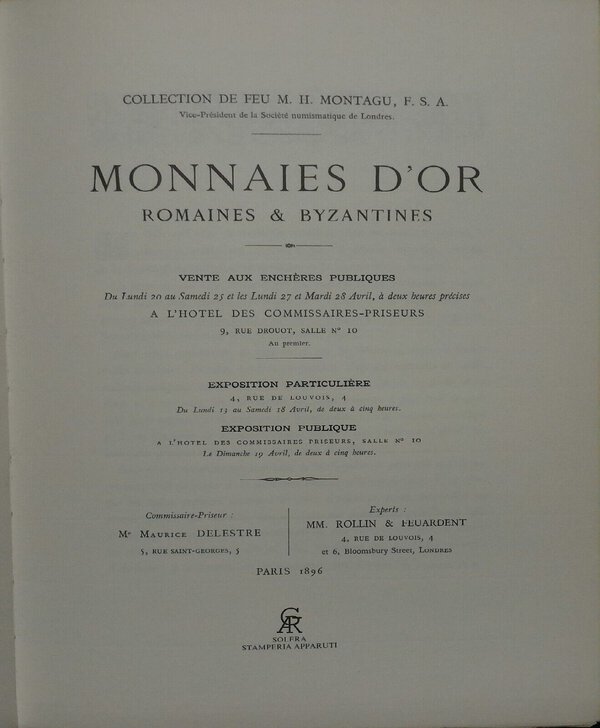 COLLECTION DE FEU M. H. MONTAGU, F. S. A.
Vice-Président de la Société numismatique de Londres.
MONNAIES D'OR
ROMAINES & BYZANTINES
VENTE AUX ENCHÈRES PUBLIQUES
Du Lundi 20 au Samedi 25 et les Lundi 27 et Mardi 28 Avril, à deux heures précises
A L'HOTEL DES COMMISSAIRES-PRISEURS
9, RUE DROUOT, SALLE N° 10
Au premier.
EXPOSITION PARTICULIÈRE
4, RUE DE LOUVOIS, 4
Du Lundi 13 au Samedi 18 Avril, de deux à cinq heures.
EXPOSITION PUBLIQUE
A L'HOTEL DES COMMISSAIRES PRISEURS, SALLE N° 10
Le Dimanche 19 Avril, de deux à cinq heures.
Commissaire-Priseur :
Me MAURICE DELESTRE
5, RUE SAINT-GEORGES, 5
Experts :
MM. ROLLIN & FEUARDENT
4, RUE DE LOUVOIS, 4
et 6, Bloomsbury Street, LONDRES
PARIS 1896
GAR
SOLFRA
STAMPERIA APPARUTI